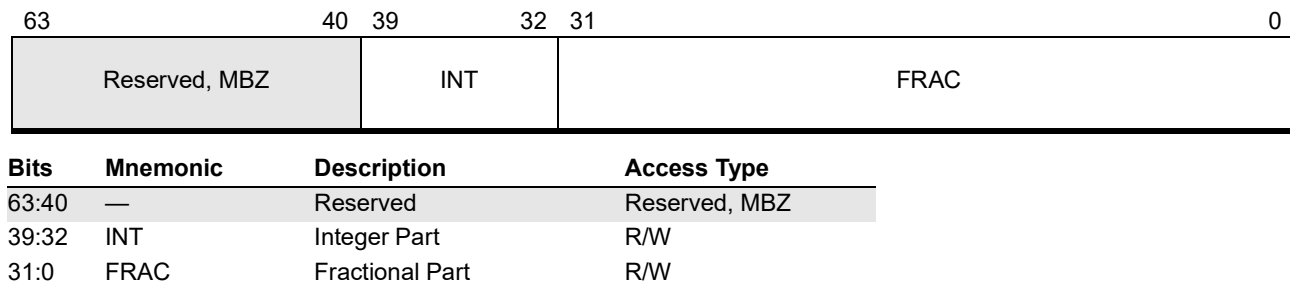 63 40 39 32 31 0
Reserved, MBZ INT FRAC
Bits Mnemonic Description Access Type
63:40 — Reserved Reserved, MBZ
39:32 INT Integer Part R/W
31:0 FRAC Fractional Part R/W